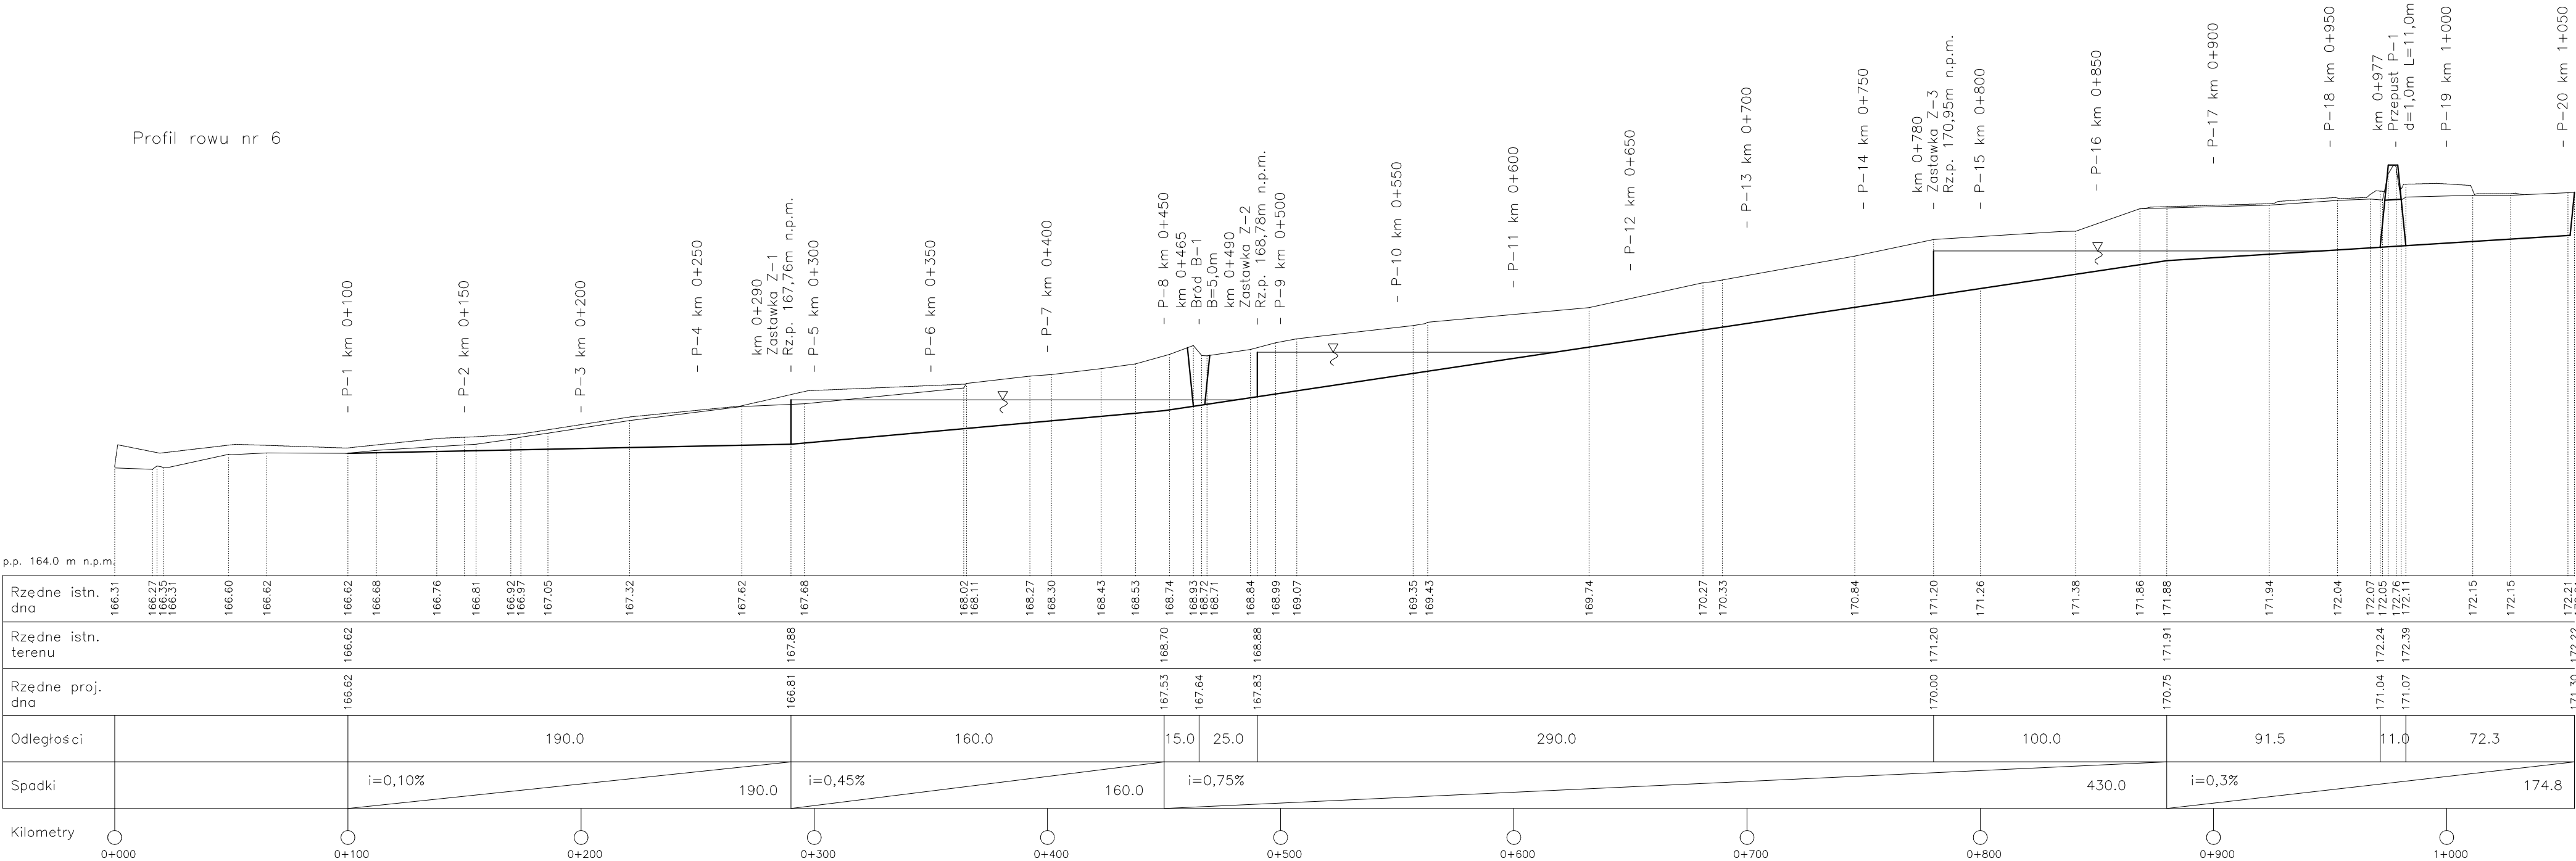 Profil rowu nr 6
P-1 km 0+100
P-2 km 0+150
P-3 km 0+200
P-4 km 0+250
km 0+290
Zastawka Z-1
Rz.p. 167,76m n.p.m.
P-5 km 0+300
P-6 km 0+350
P-7 km 0+400
P-8 km 0+450
km 0+465
Bród B-1
B=5,0m
km 0+490
Zastawka Z-2
Rz.p. 168,78m n.p.m.
P-9 km 0+500
P-10 km 0+550
P-11 km 0+600
P-12 km 0+650
P-13 km 0+700
P-14 km 0+750
km 0+780
Zastawka Z-3
Rz.p. 170,95m n.p.m.
P-15 km 0+800
P-16 km 0+850
P-17 km 0+900
P-18 km 0+950
km 0+977
Przepust P-1
d=1,0m L=11,0m
P-19 km 1+000
P-20 km 1+050
p.p. 164.0 m n.p.m.
Rzędne istn.
dna
166.31 166.27 166.35 166.31 166.60 166.62 166.62 166.68 166.76 166.81 166.92 166.97 167.05 167.32 167.62 167.68 168.02 168.11 168.27 168.30 168.43 168.53 168.74 168.93 168.72 168.71 168.84 168.99 169.07 169.35 169.43 169.74 170.27 170.33 170.84 171.20 171.26 171.38 171.86 171.88 171.94 172.04 172.07 172.05 172.76 172.11 172.15 172.15 172.21
Rzędne istn.
terenu
166.62 167.88 168.70 168.88 171.20 171.91 172.24 172.39 172.22
Rzędne proj.
dna
166.62 166.81 167.53 167.64 167.83 170.00 170.75 171.04 171.07 171.30
Odległości
190.0 160.0 15.0 25.0 290.0 100.0 91.5 11.0 72.3
Spadki
i=0,10% 190.0 i=0,45% 160.0 i=0,75% 430.0 i=0,3% 174.8
Kilometry
0+000 0+100 0+200 0+300 0+400 0+500 0+600 0+700 0+800 0+900 1+000